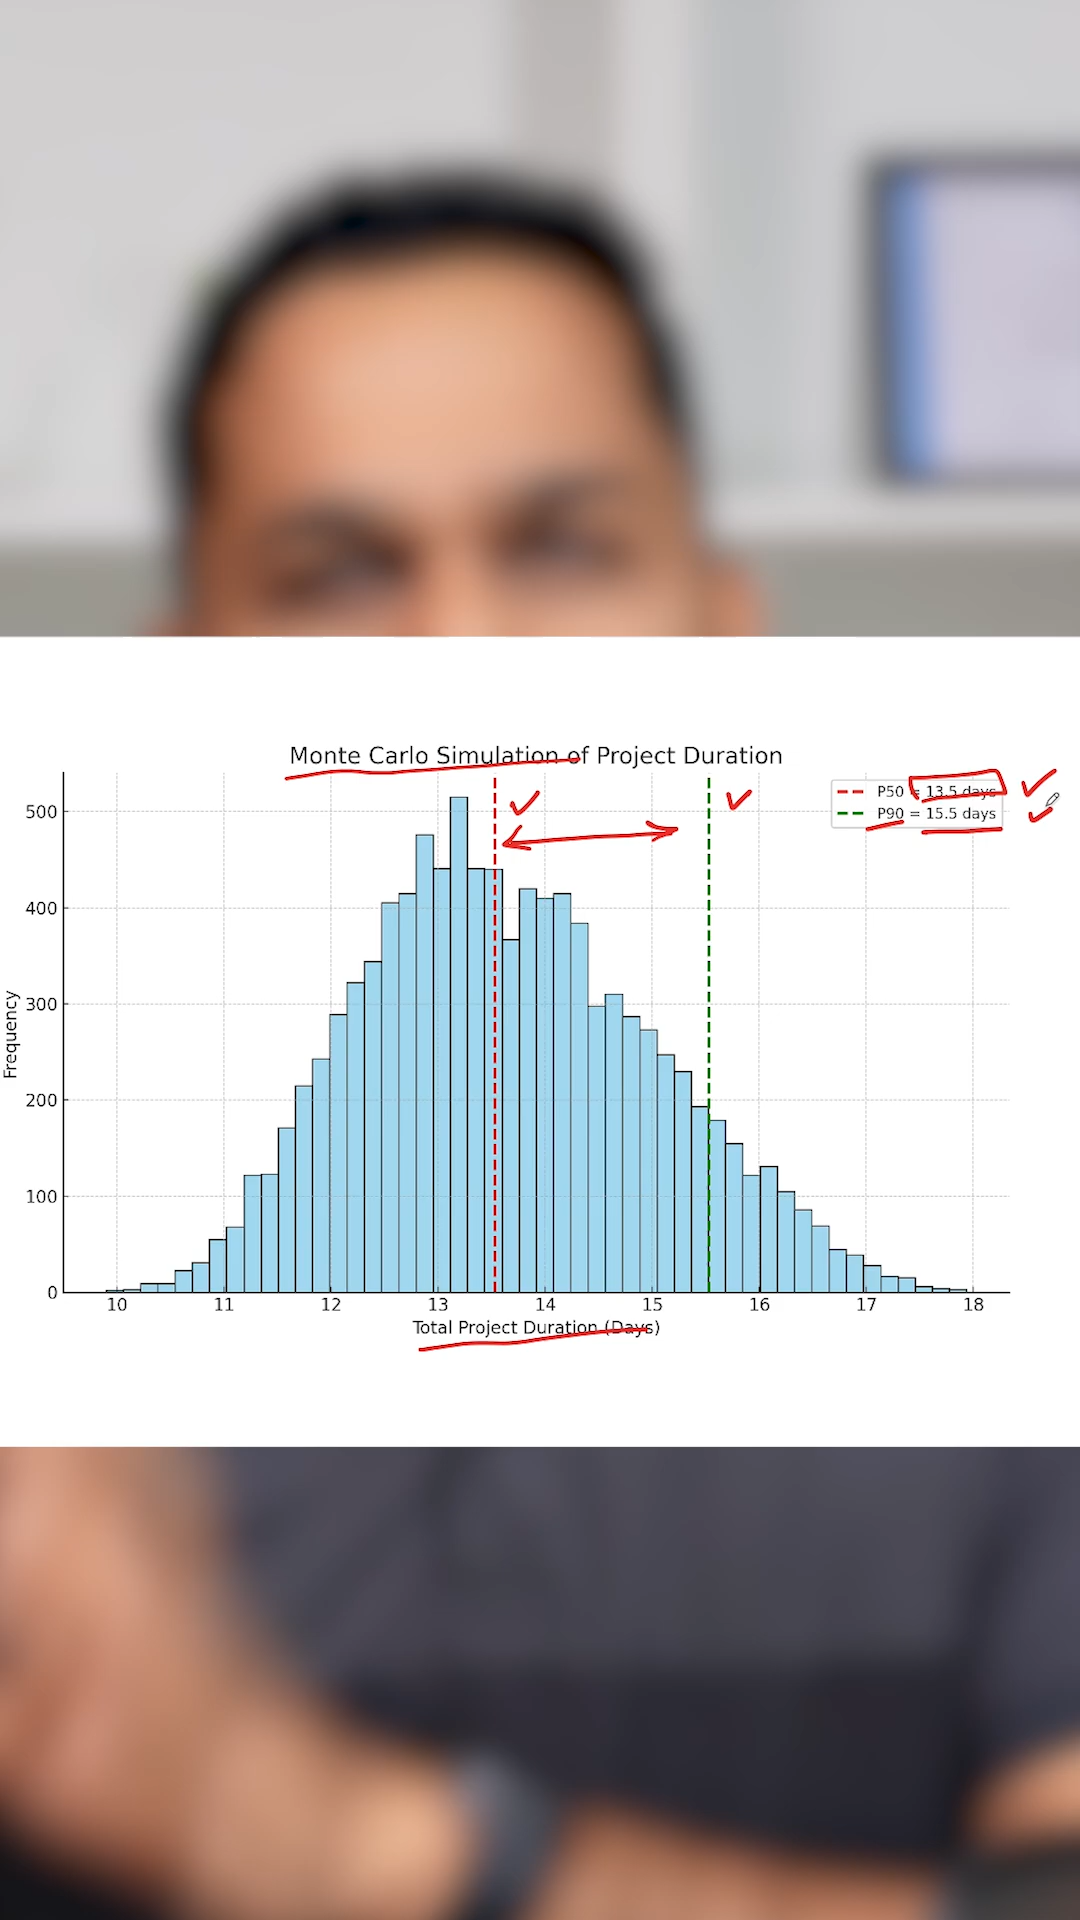 Monte Carlo Simulation of Project Duration
P50 = 13.5 days
P90 = 15.5 days
500
400
300
200
100
0
Frequency
10 11 12 13 14 15 16 17 18
Total Project Duration (Days)